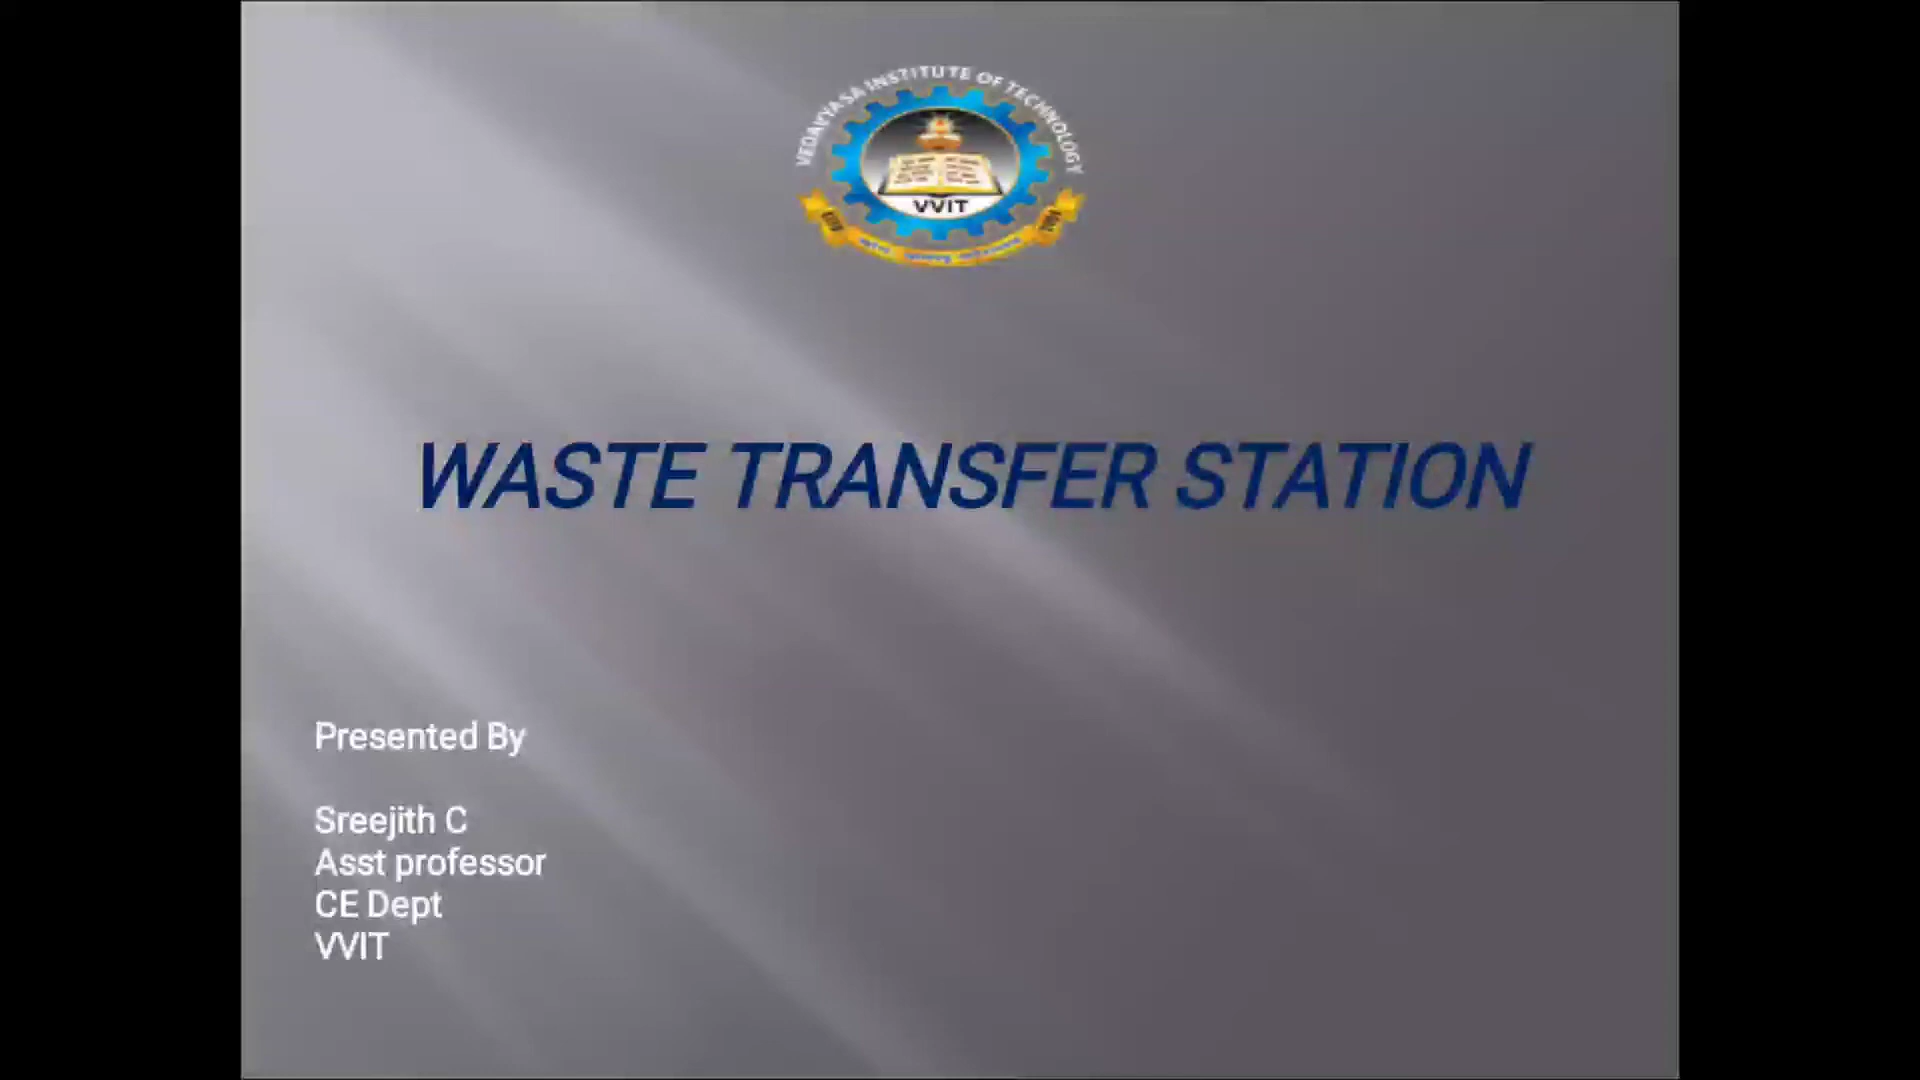 VEDAVYASA INSTITUTE OF TECHNOLOGY
VVIT
WASTE TRANSFER STATION
Presented By
Sreejith C
Asst professor
CE Dept
VVIT